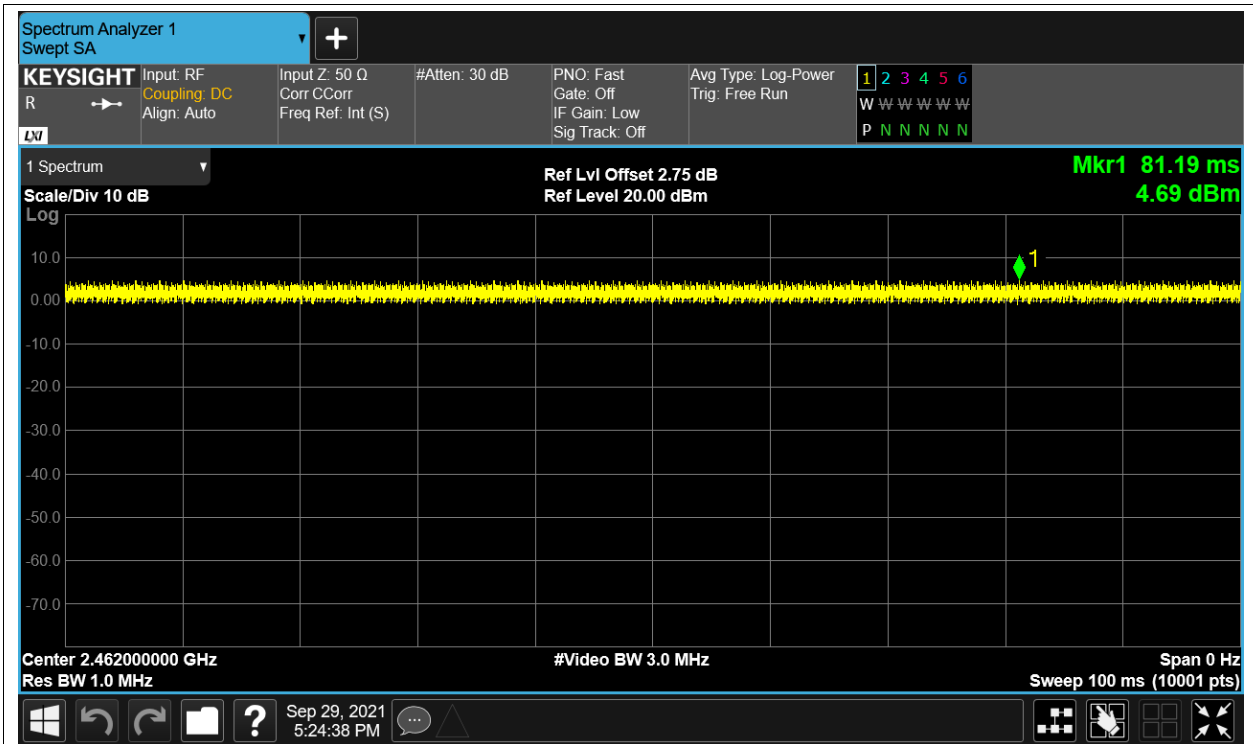 Spectrum Analyzer 1
Swept SA
+
KEYSIGHT
R
LXI
Input: RF
Coupling: DC
Align: Auto
Input Z: 50 Ω
Corr CCorr
Freq Ref: Int (S)
#Atten: 30 dB
PNO: Fast
Gate: Off
IF Gain: Low
Sig Track: Off
Avg Type: Log-Power
Trig: Free Run
1 2 3 4 5 6
W W W W W W
P N N N N N
1 Spectrum
Scale/Div 10 dB
Log
Ref Lvl Offset 2.75 dB
Ref Level 20.00 dBm
Mkr1 81.19 ms
4.69 dBm
1
10.0
0.00
-10.0
-20.0
-30.0
-40.0
-50.0
-60.0
-70.0
Center 2.462000000 GHz
#Video BW 3.0 MHz
Span 0 Hz
Res BW 1.0 MHz
Sweep 100 ms (10001 pts)
?
Sep 29, 2021
5:24:38 PM